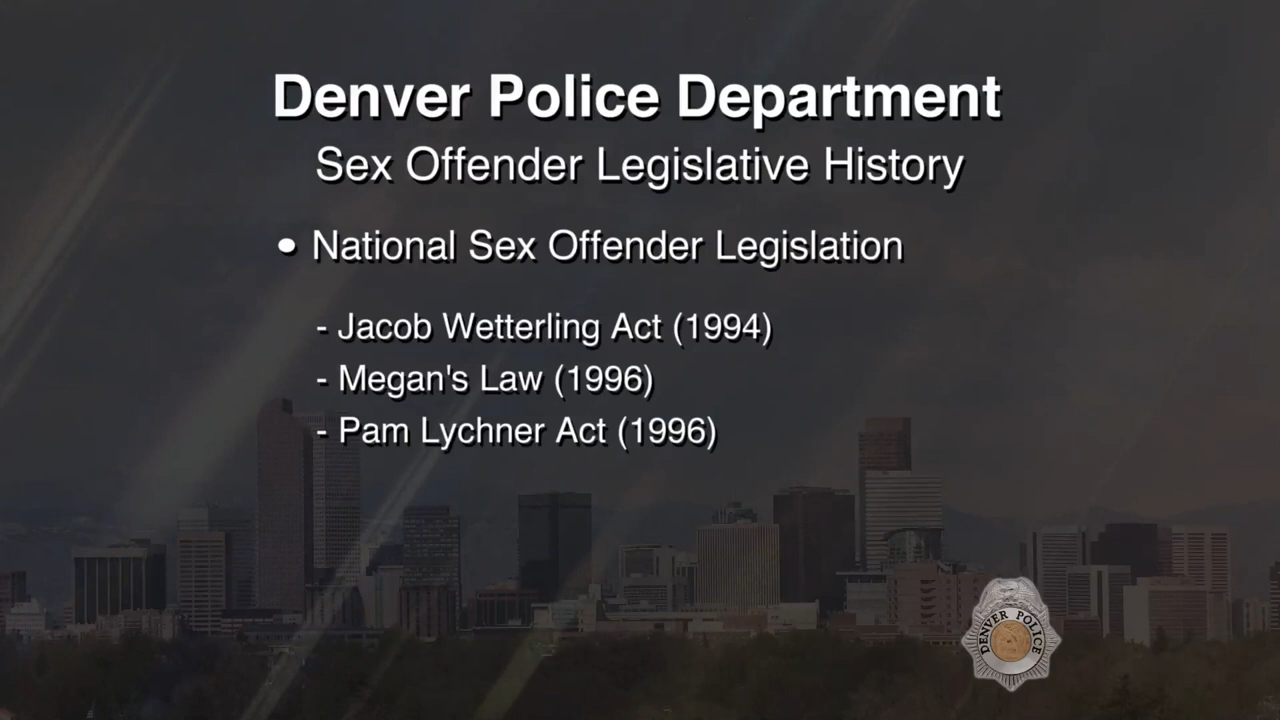 Denver Police Department
Sex Offender Legislative History
• National Sex Offender Legislation
- Jacob Wetterling Act (1994)
- Megan's Law (1996)
- Pam Lychner Act (1996)
DENVER POLICE